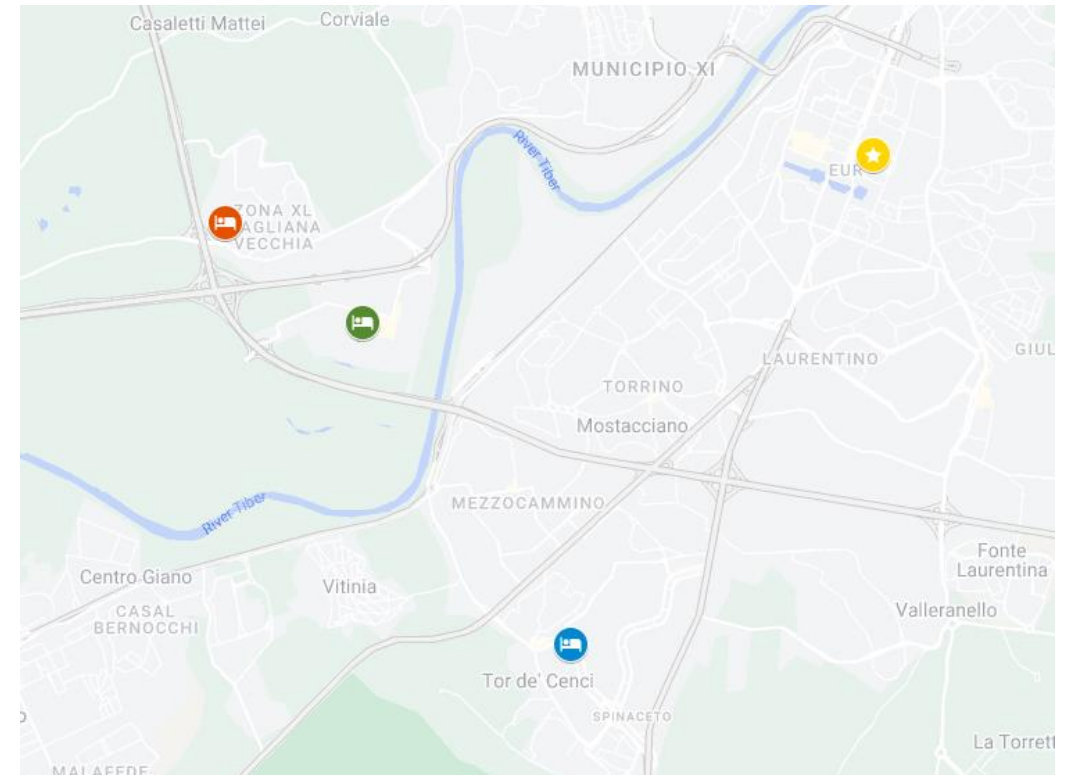 Casaletti Mattei
Corviale
MUNICIPIO XI
River Tiber
EUR
ZONA XL
AGLIANA
VECCHIA
LAURENTINO
GIUL
TORRINO
Mostacciano
MEZZOCAMMINO
River Tiber
Fonte
Laurentina
Centro Giano
Vitinia
CASAL
BERNOCCHI
Valleranello
Tor de' Cenci
SPINACETO
La Torrett
MALAFEDE